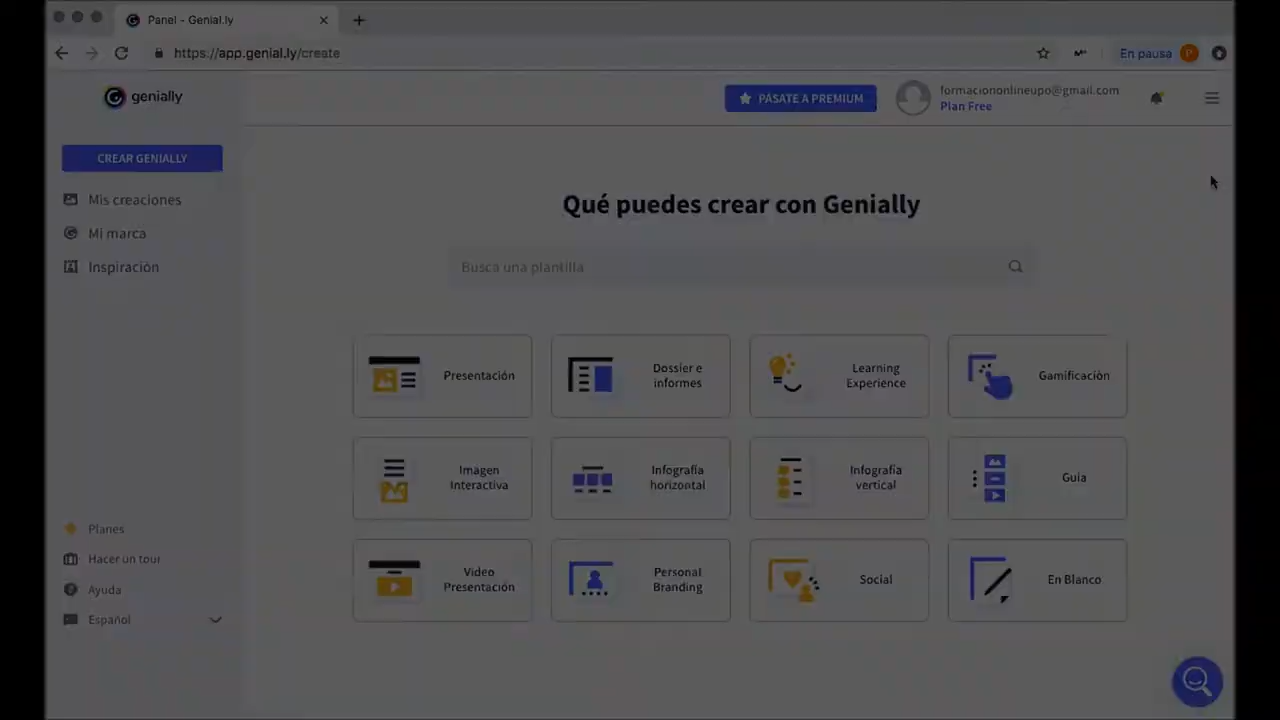 Panel - Genial.ly
https://app.genial.ly/create
En pausa
P
genially
PÁSATE A PREMIUM
formaciononlineupo@gmail.com
Plan Free
CREAR GENIALLY
Mis creaciones
Mi marca
Inspiración
Qué puedes crear con Genially
Busca una plantilla
Presentación
Dossier e
informes
Learning
Experience
Gamificación
Imagen
Interactiva
Infografía
horizontal
Infografía
vertical
Guía
Video
Presentación
Personal
Branding
Social
En Blanco
Planes
Hacer un tour
Ayuda
Español